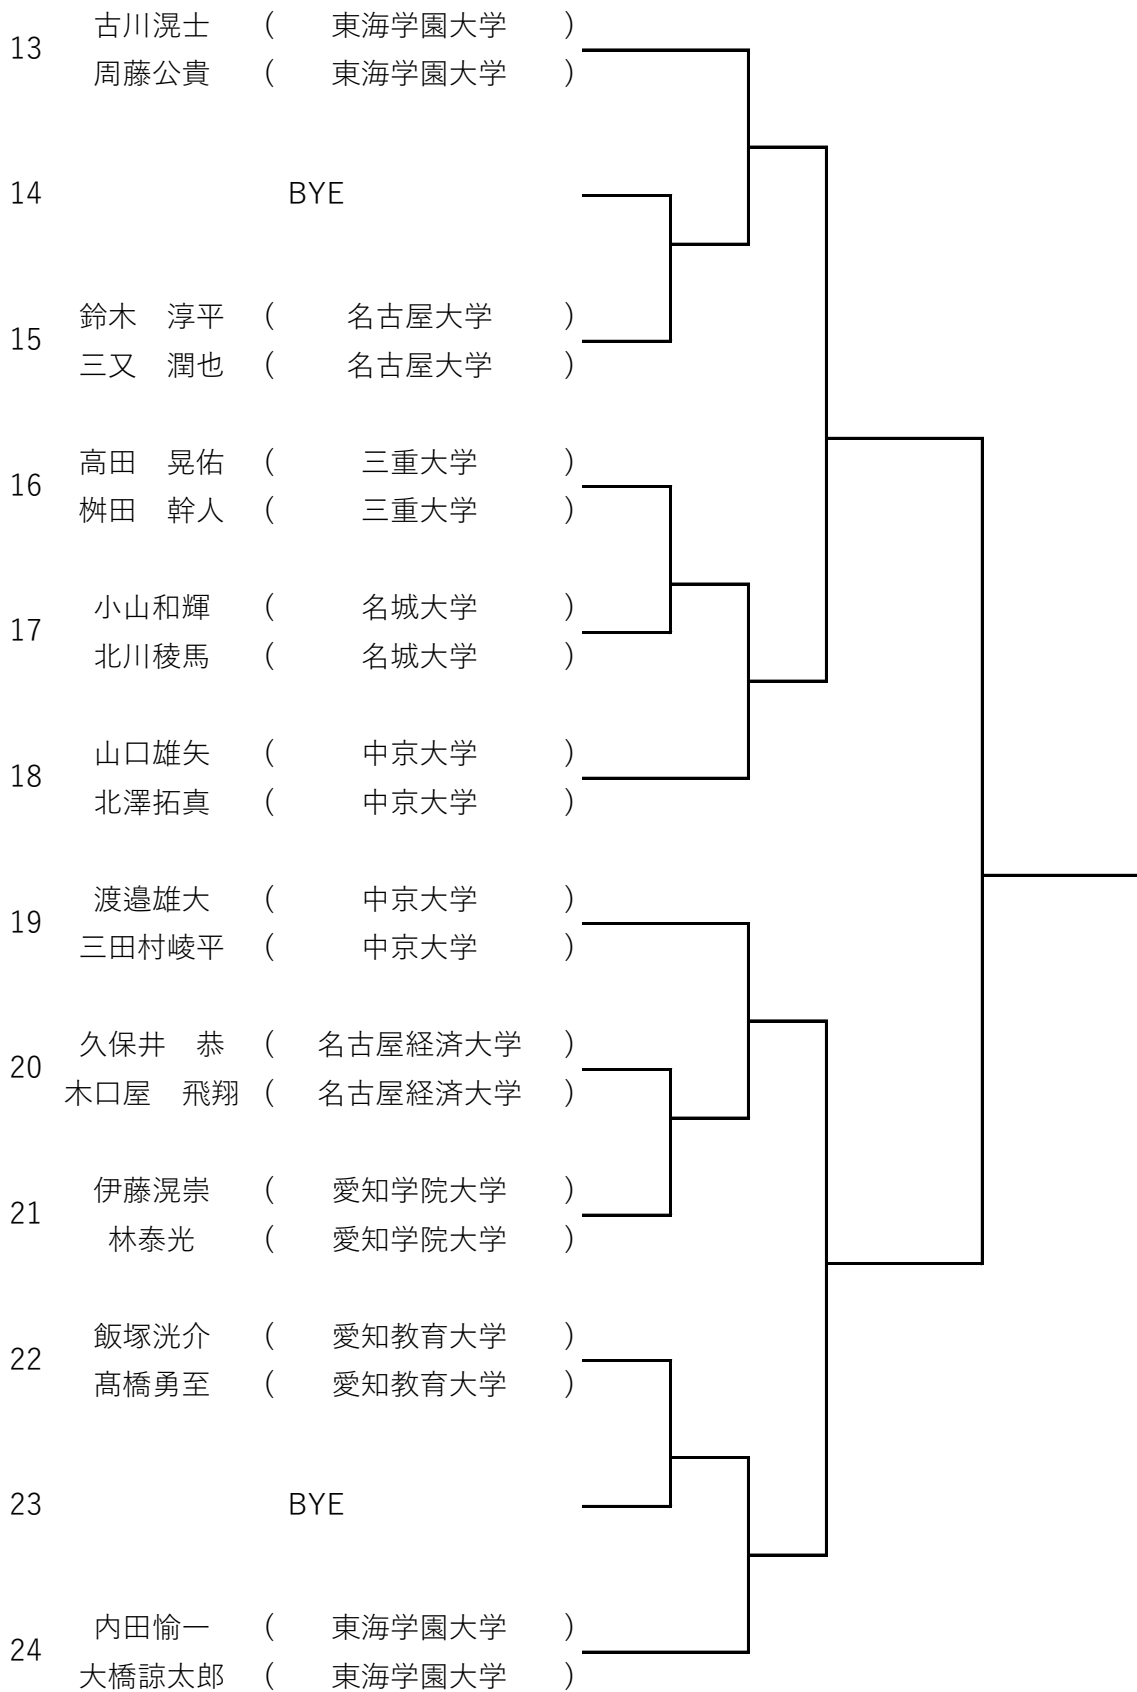 古川滉士 ( 東海学園大学 )
13
周藤公貴 ( 東海学園大学 )
14 BYE
鈴木　淳平 ( 名古屋大学 )
15
三又　潤也 ( 名古屋大学 )
高田　晃佑 ( 三重大学 )
16
桝田　幹人 ( 三重大学 )
小山和輝 ( 名城大学 )
17
北川稜馬 ( 名城大学 )
山口雄矢 ( 中京大学 )
18
北澤拓真 ( 中京大学 )
渡邉雄大 ( 中京大学 )
19
三田村崚平 ( 中京大学 )
久保井　恭 ( 名古屋経済大学 )
20
木口屋　飛翔 ( 名古屋経済大学 )
伊藤滉崇 ( 愛知学院大学 )
21
林泰光 ( 愛知学院大学 )
飯塚洸介 ( 愛知教育大学 )
22
髙橋勇至 ( 愛知教育大学 )
23 BYE
内田愉一 ( 東海学園大学 )
24
大橋諒太郎 ( 東海学園大学 )